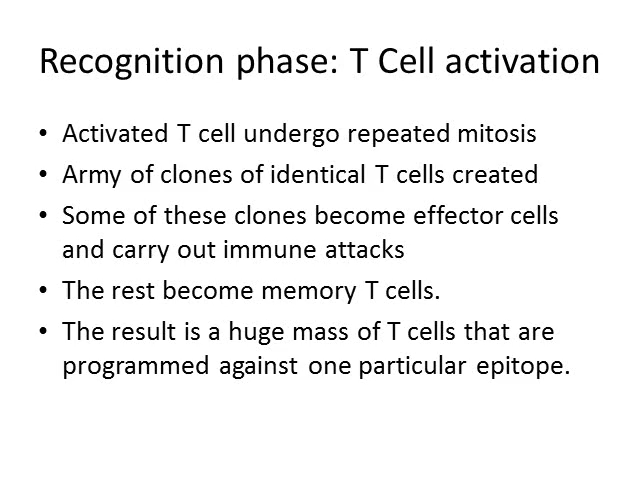 Recognition phase: T Cell activation
• Activated T cell undergo repeated mitosis
• Army of clones of identical T cells created
• Some of these clones become effector cells
and carry out immune attacks
• The rest become memory T cells.
• The result is a huge mass of T cells that are
programmed against one particular epitope.